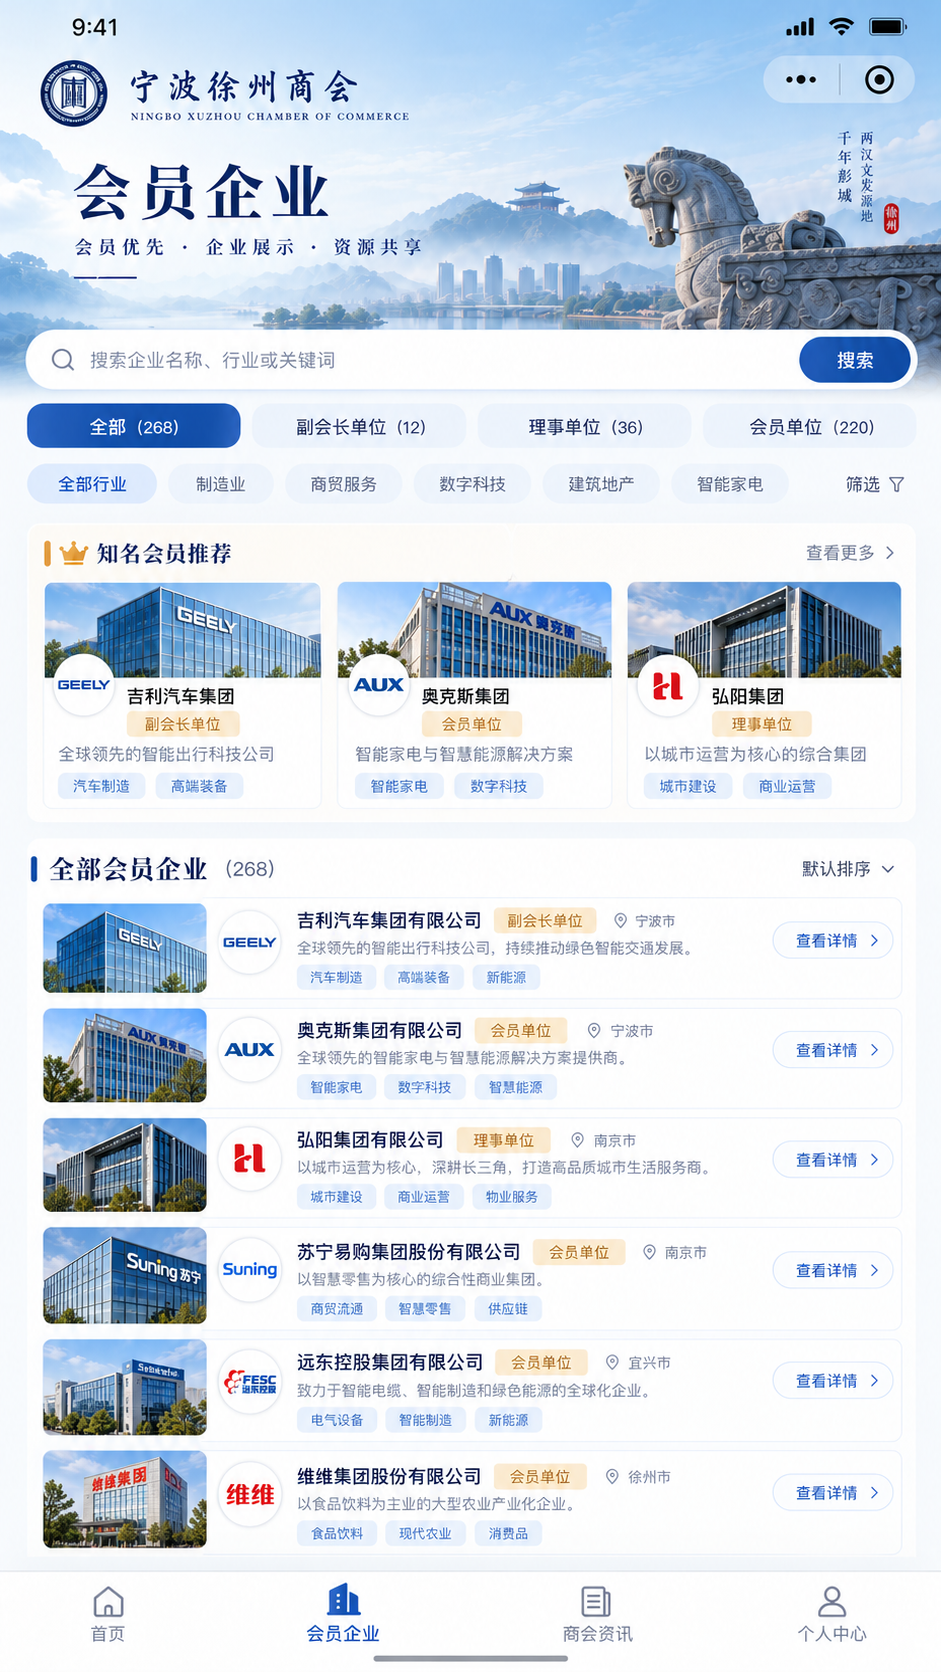 9:41
宁波徐州商会
NINGBO XUZHOU CHAMBER OF COMMERCE
会员企业
会员优先 · 企业展示 · 资源共享
两汉文发源地
千年彭城
徐州
搜索企业名称、行业或关键词
搜索
全部 (268)
副会长单位 (12)
理事单位 (36)
会员单位 (220)
全部行业
制造业
商贸服务
数字科技
建筑地产
智能家电
筛选
知名会员推荐
查看更多
GEELY
GEELY
吉利汽车集团
副会长单位
全球领先的智能出行科技公司
汽车制造
高端装备
AUX
AUX
奥克斯集团
会员单位
智能家电与智慧能源解决方案
智能家电
数字科技
弘阳集团
理事单位
以城市运营为核心的综合集团
城市建设
商业运营
全部会员企业 (268)
默认排序
GEELY
GEELY
吉利汽车集团有限公司
副会长单位
宁波市
全球领先的智能出行科技公司，持续推动绿色智能交通发展。
汽车制造
高端装备
新能源
查看详情
AUX
AUX
奥克斯集团有限公司
会员单位
宁波市
全球领先的智能家电与智慧能源解决方案提供商。
智能家电
数字科技
智慧能源
查看详情
弘阳集团有限公司
理事单位
南京市
以城市运营为核心，深耕长三角，打造高品质城市生活服务商。
城市建设
商业运营
物业服务
查看详情
Suning 苏宁
Suning
苏宁易购集团股份有限公司
会员单位
南京市
以智慧零售为核心的综合性商业集团。
商贸流通
智慧零售
供应链
查看详情
FESC
远东控股
远东控股集团有限公司
会员单位
宜兴市
致力于智能电缆、智能制造和绿色能源的全球化企业。
电气设备
智能制造
新能源
查看详情
维维集团
维维
维维集团股份有限公司
会员单位
徐州市
以食品饮料为主业的大型农业产业化企业。
食品饮料
现代农业
消费品
查看详情
首页
会员企业
商会资讯
个人中心